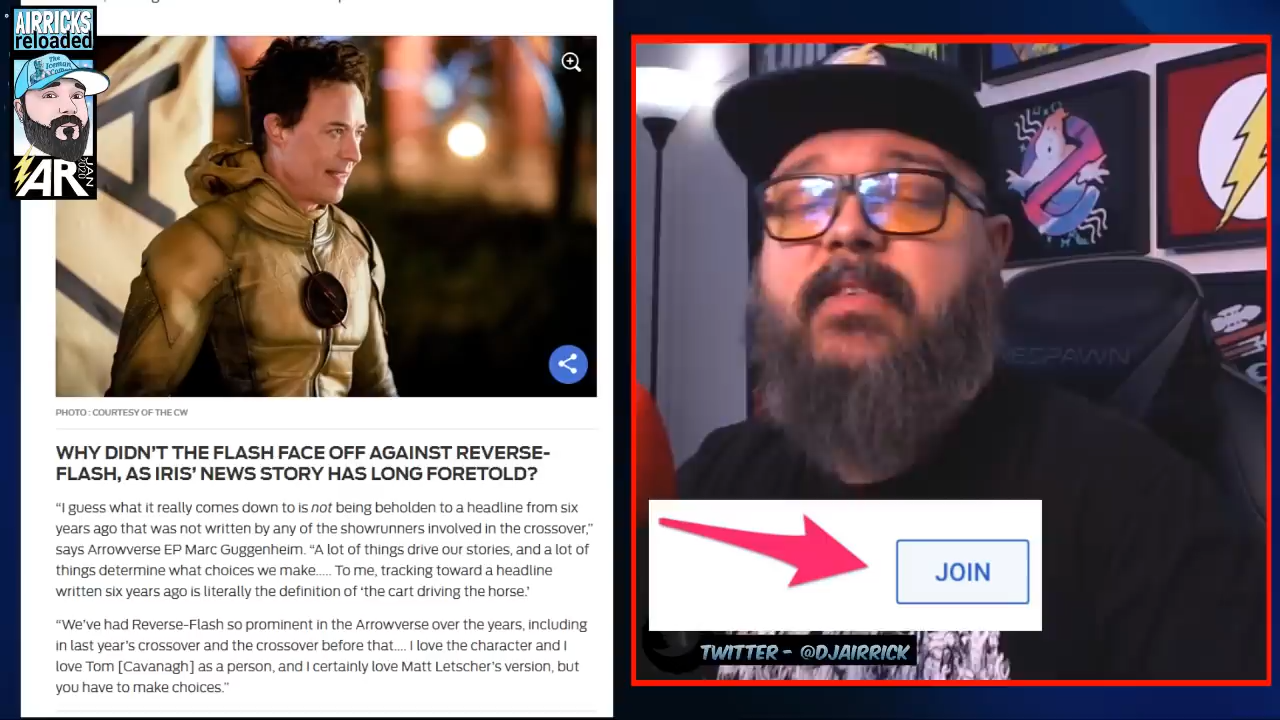 AIRRICKS
reloaded
The
Iceman
AR
JAN
2020
PHOTO : COURTESY OF THE CW
WHY DIDN'T THE FLASH FACE OFF AGAINST REVERSE-
FLASH, AS IRIS' NEWS STORY HAS LONG FORETOLD?
“I guess what it really comes down to is not being beholden to a headline from six
years ago that was not written by any of the showrunners involved in the crossover,”
says Arrowverse EP Marc Guggenheim. “A lot of things drive our stories, and a lot of
things determine what choices we make..... To me, tracking toward a headline
written six years ago is literally the definition of ‘the cart driving the horse.’
“We’ve had Reverse-Flash so prominent in the Arrowverse over the years, including
in last year’s crossover and the crossover before that.... I love the character and I
love Tom [Cavanagh] as a person, and I certainly love Matt Letscher’s version, but
you have to make choices.”
RESPAWN
JOIN
TWITTER - @DJAIRRICK